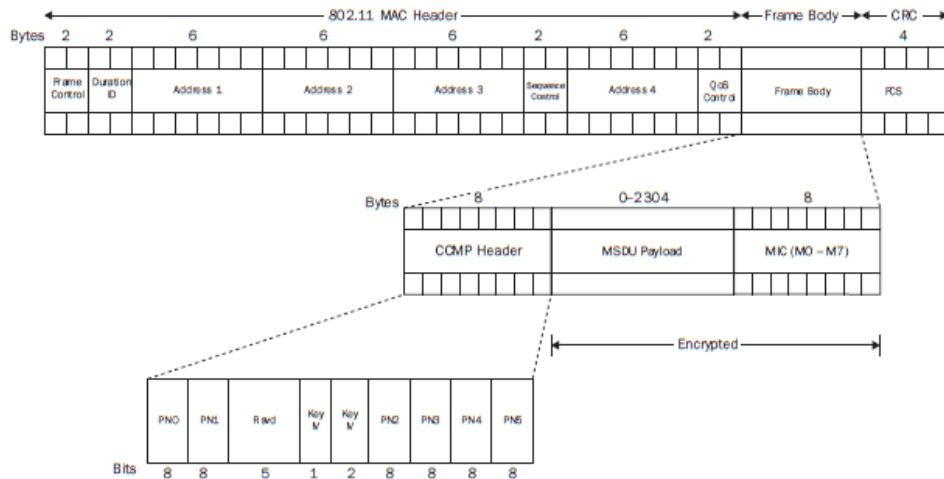 802.11 MAC Header Frame Body CRC
Bytes 2 2 6 6 6 2 6 2 4
Frame Control Duration ID Address 1 Address 2 Address 3 Sequence Control Address 4 QoS Control Frame Body FCS
Bytes 8 0–2304 8
CCMP Header MSDU Payload MIC (M0 – M7)
Encrypted
PN0 PN1 Rsvd Key IV Key IV PN2 PN3 PN4 PN5
Bits 8 8 5 1 2 8 8 8 8